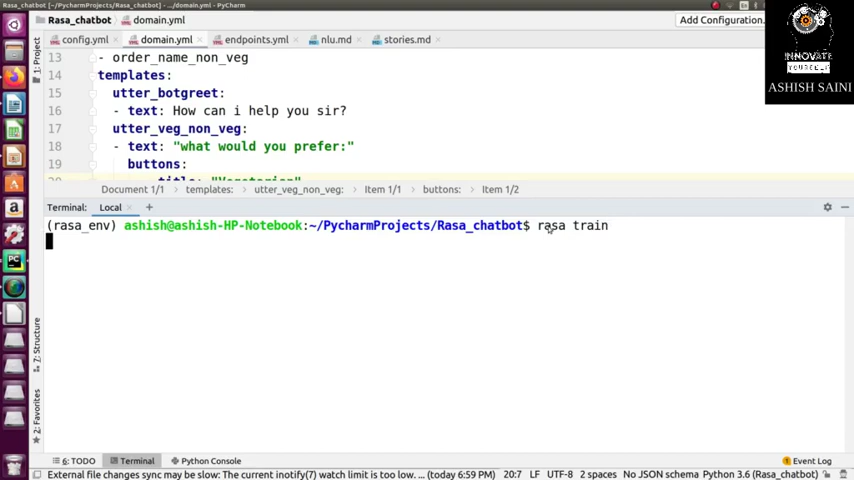 Rasa_chatbot [~/PycharmProjects/Rasa_chatbot] - .../domain.yml - PyCharm
Rasa_chatbot domain.yml
Add Configuration...
config.yml domain.yml endpoints.yml nlu.md stories.md
INNOVATE
YOURSELF
ASHISH SAINI
1: Project
13 - order_name_non_veg
14 templates:
15 utter_botgreet:
16 - text: How can i help you sir?
17 utter_veg_non_veg:
18 - text: "what would you prefer:"
19 buttons:
Document 1/1 templates: utter_veg_non_veg: Item 1/1 buttons: Item 1/2
Terminal: Local +
(rasa_env) ashish@ashish-HP-Notebook:~/PycharmProjects/Rasa_chatbot$ rasa train
7: Structure
2: Favorites
6: TODO Terminal Python Console Event Log
External file changes sync may be slow: The current inotify(7) watch limit is too low. ... (today 6:59 PM) 20:7 LF UTF-8 2 spaces No JSON schema Python 3.6 (Rasa_chatbot)